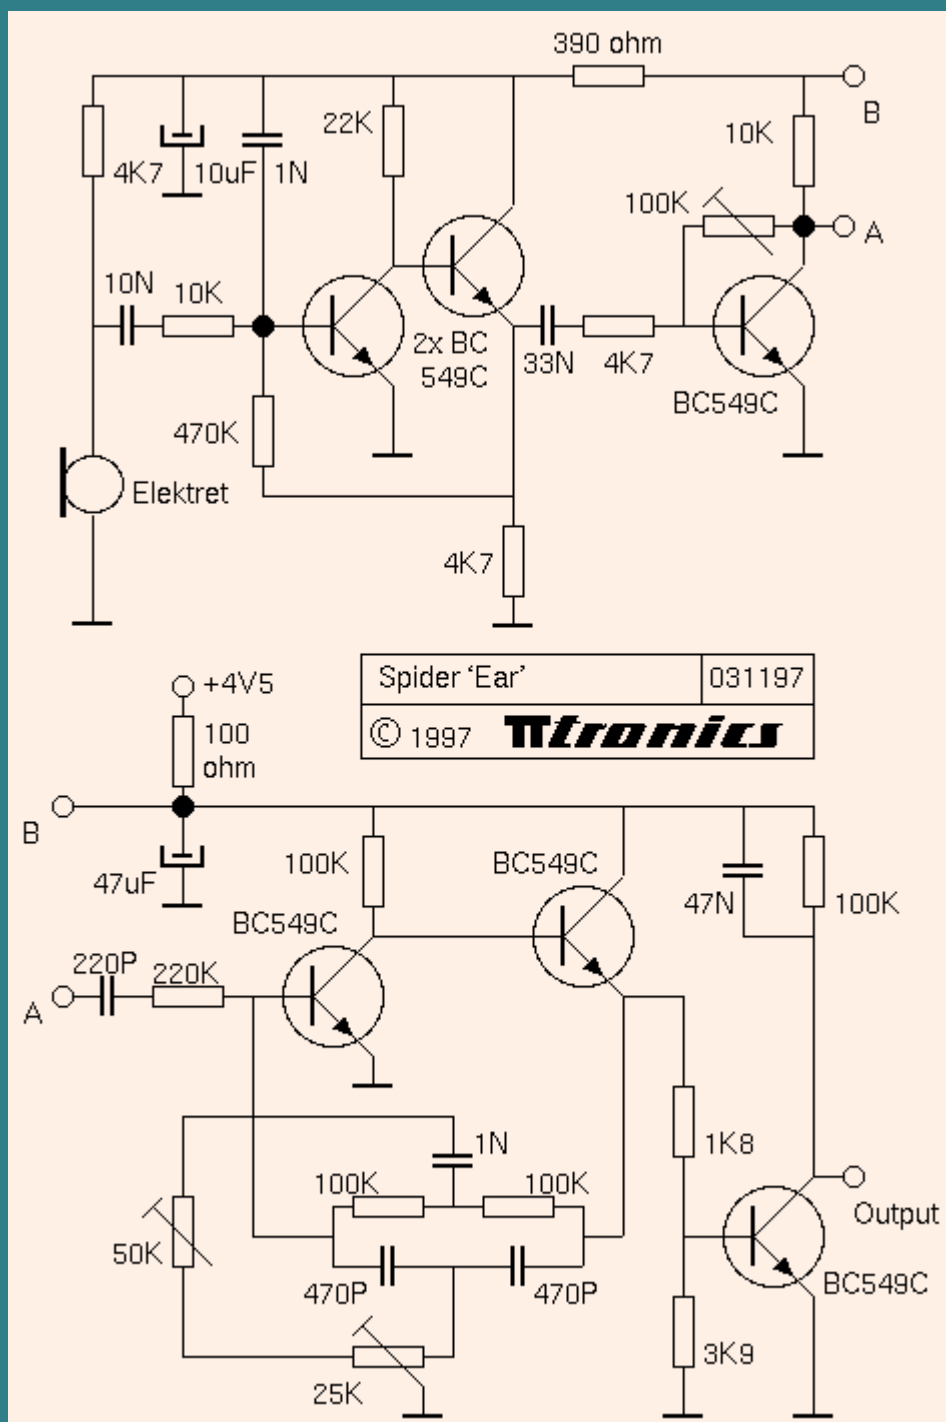 390 ohm
B
22K
10K
4K7
10uF
1N
100K
A
10N
10K
2x BC
549C
33N
4K7
BC549C
470K
Elektret
4K7
Spider ‘Ear’
031197
© 1997 TTtronics
+4V5
100
ohm
B
47uF
100K
BC549C
47N
100K
BC549C
220P
220K
A
1N
1K8
100K
100K
Output
50K
470P
470P
BC549C
3K9
25K